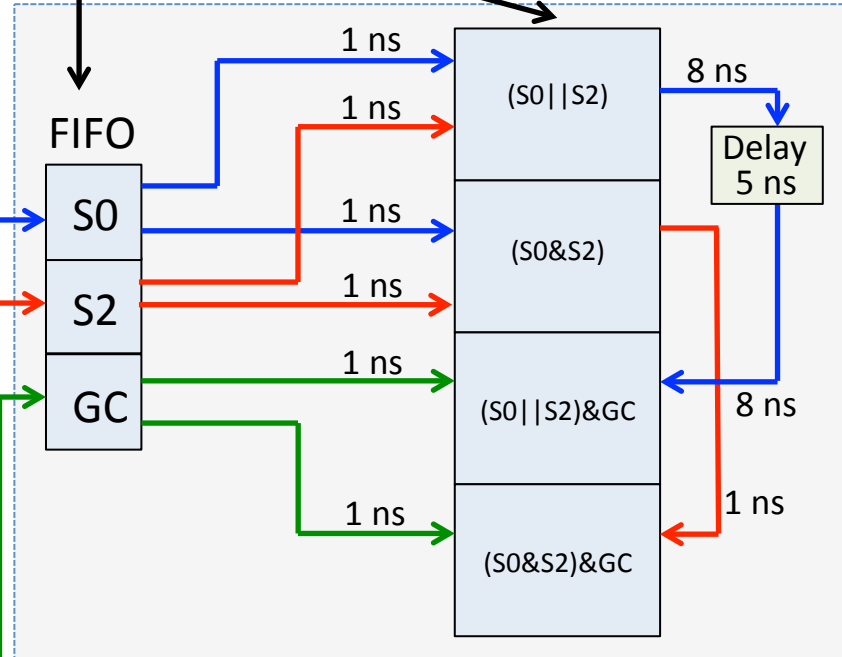 1 ns
(S0||S2)
8 ns
1 ns
FIFO
Delay
5 ns
S0
1 ns
(S0&S2)
S2
1 ns
1 ns
GC
(S0||S2)&GC
8 ns
1 ns
1 ns
(S0&S2)&GC